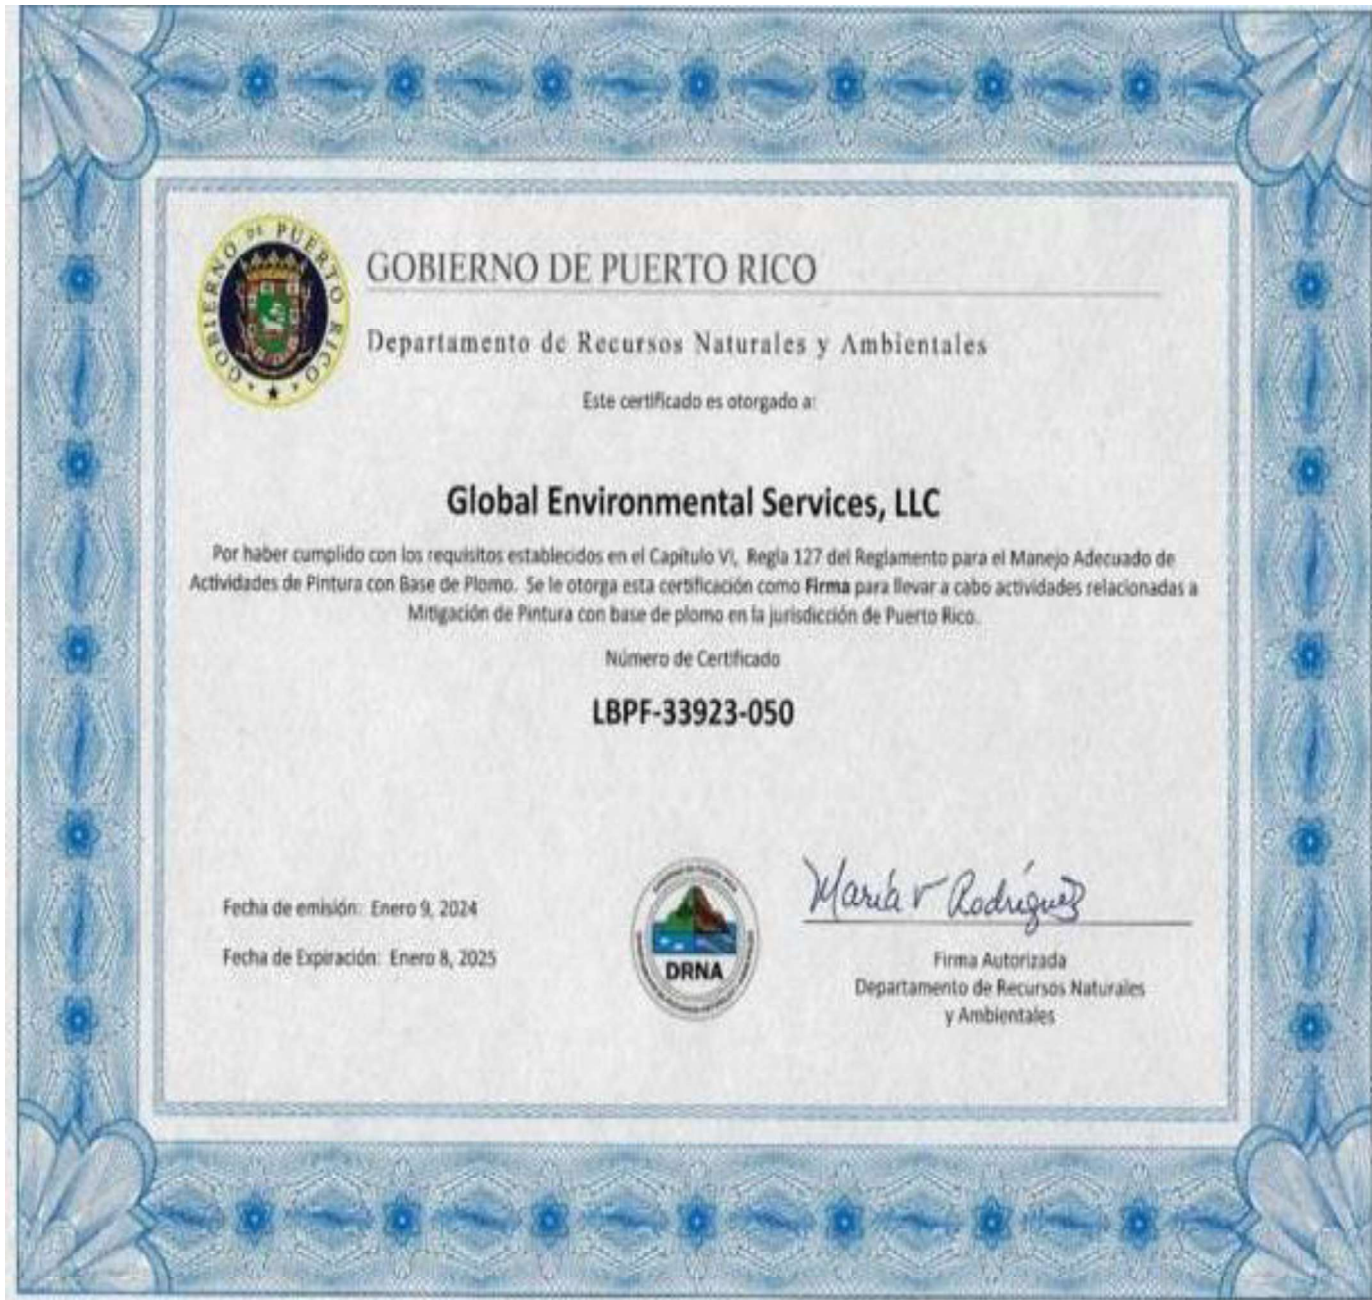 GOBIERNO DE PUERTO RICO
GOBIERNO DE PUERTO RICO
Departamento de Recursos Naturales y Ambientales
Este certificado es otorgado a:
Global Environmental Services, LLC
Por haber cumplido con los requisitos establecidos en el Capítulo VI, Regla 127 del Reglamento para el Manejo Adecuado de
Actividades de Pintura con Base de Plomo. Se le otorga esta certificación como Firma para llevar a cabo actividades relacionadas a
Mitigación de Pintura con base de plomo en la jurisdicción de Puerto Rico.
Número de Certificado
LBPF-33923-050
Fecha de emisión: Enero 9, 2024
Fecha de Expiración: Enero 8, 2025
DRNA
María V Rodríguez
Firma Autorizada
Departamento de Recursos Naturales
y Ambientales